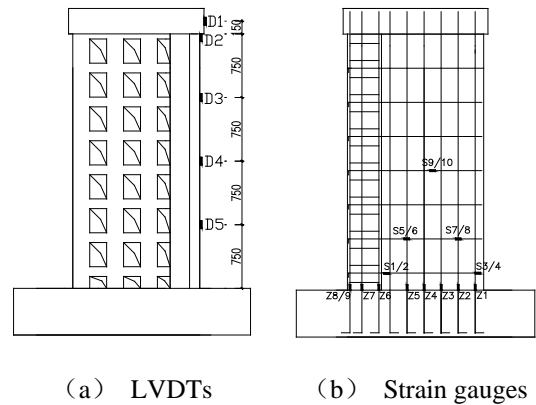 D1
150
D2
750
D3
750
D4
750
D5
750
S9/10
S5/6 S7/8
S1/2 S3/4
Z8/9 Z7 Z6 Z5 Z4 Z3 Z2 Z1
（a） LVDTs （b） Strain gauges